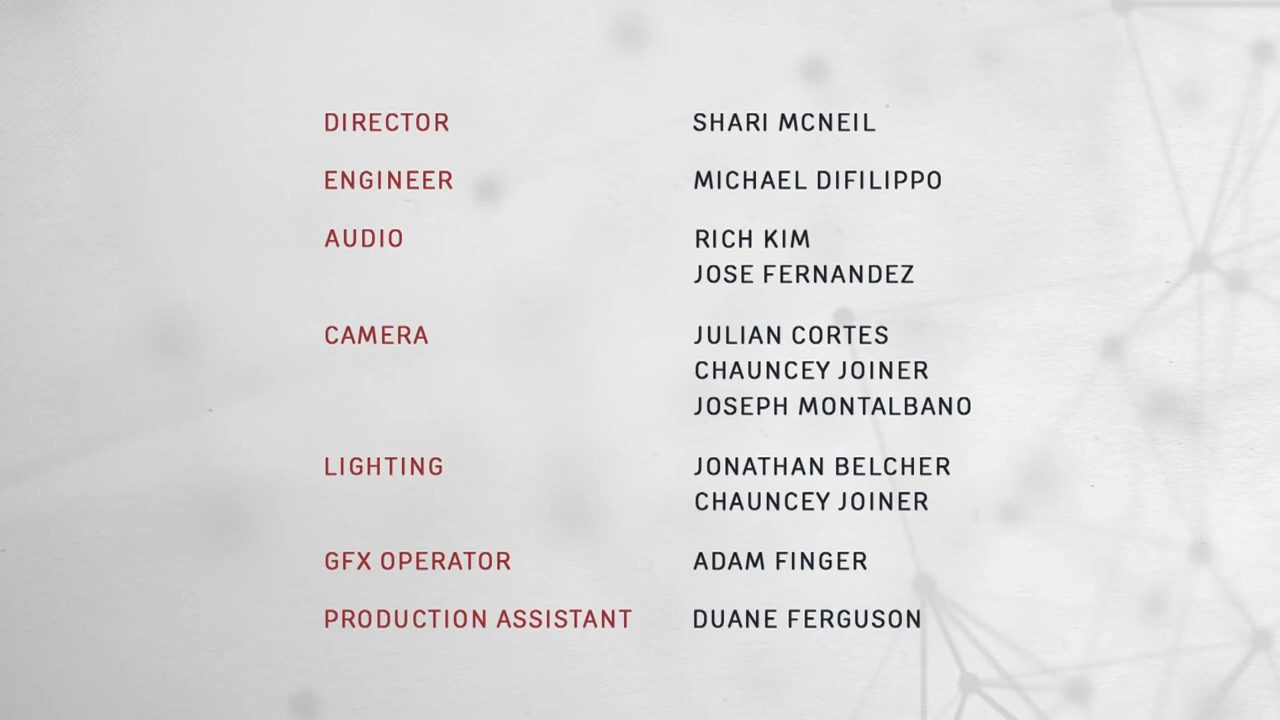 DIRECTOR SHARI MCNEIL
ENGINEER MICHAEL DIFILIPPO
AUDIO RICH KIM
JOSE FERNANDEZ
CAMERA JULIAN CORTES
CHAUNCEY JOINER
JOSEPH MONTALBANO
LIGHTING JONATHAN BELCHER
CHAUNCEY JOINER
GFX OPERATOR ADAM FINGER
PRODUCTION ASSISTANT DUANE FERGUSON